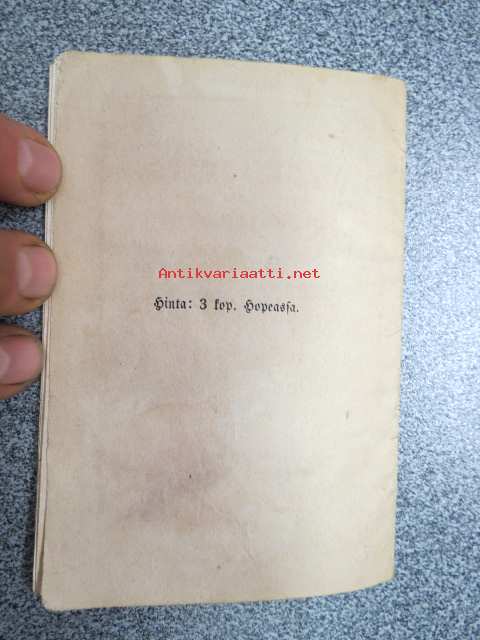 Antikvariaatti.net
Hinta: 3 kop. Hopeassa.